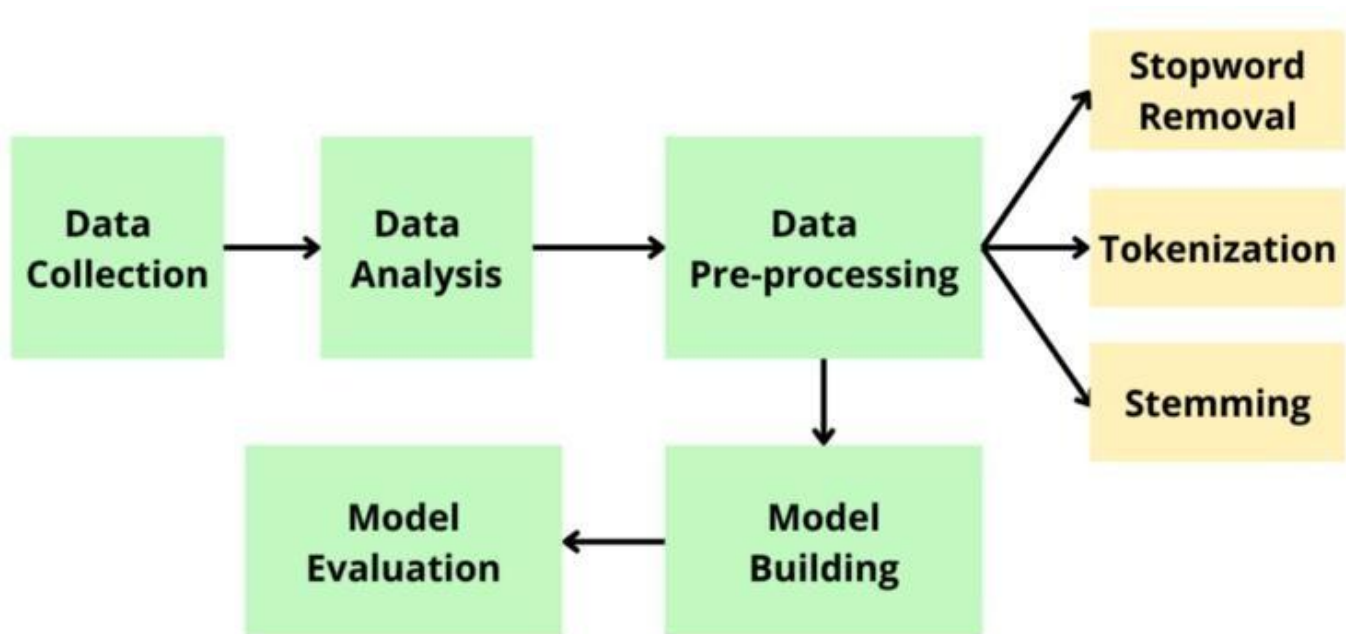 Data
Collection
Data
Analysis
Data
Pre-processing
Stopword
Removal
Tokenization
Stemming
Model
Building
Model
Evaluation